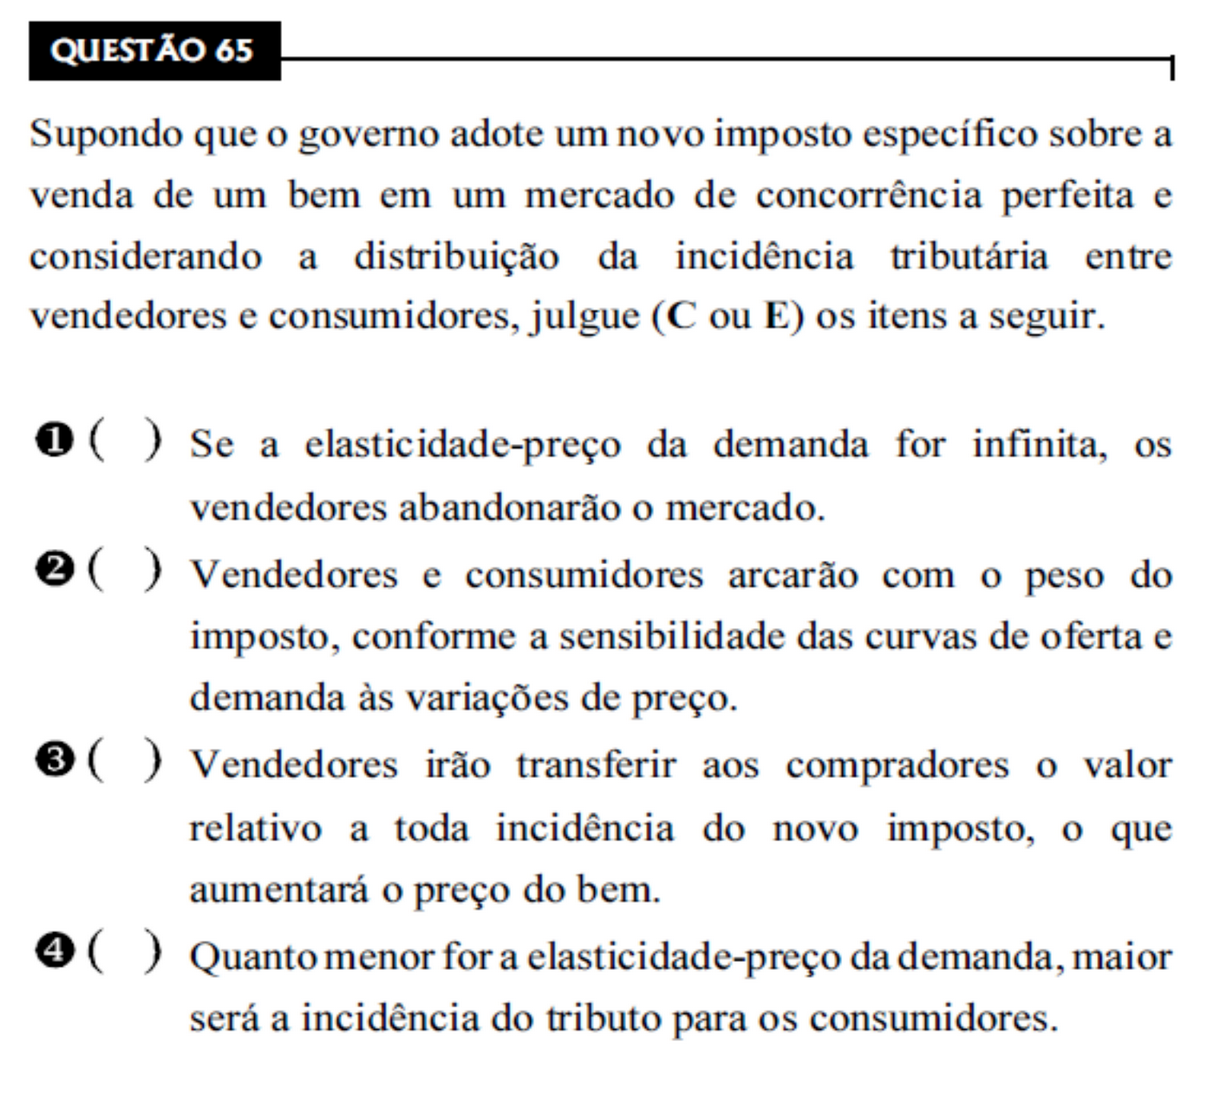 QUESTÃO 65
Supondo que o governo adote um novo imposto específico sobre a
venda de um bem em um mercado de concorrência perfeita e
considerando a distribuição da incidência tributária entre
vendedores e consumidores, julgue (C ou E) os itens a seguir.
❶ ( ) Se a elasticidade-preço da demanda for infinita, os
vendedores abandonarão o mercado.
❷ ( ) Vendedores e consumidores arcarão com o peso do
imposto, conforme a sensibilidade das curvas de oferta e
demanda às variações de preço.
❸ ( ) Vendedores irão transferir aos compradores o valor
relativo a toda incidência do novo imposto, o que
aumentará o preço do bem.
❹ ( ) Quanto menor for a elasticidade-preço da demanda, maior
será a incidência do tributo para os consumidores.